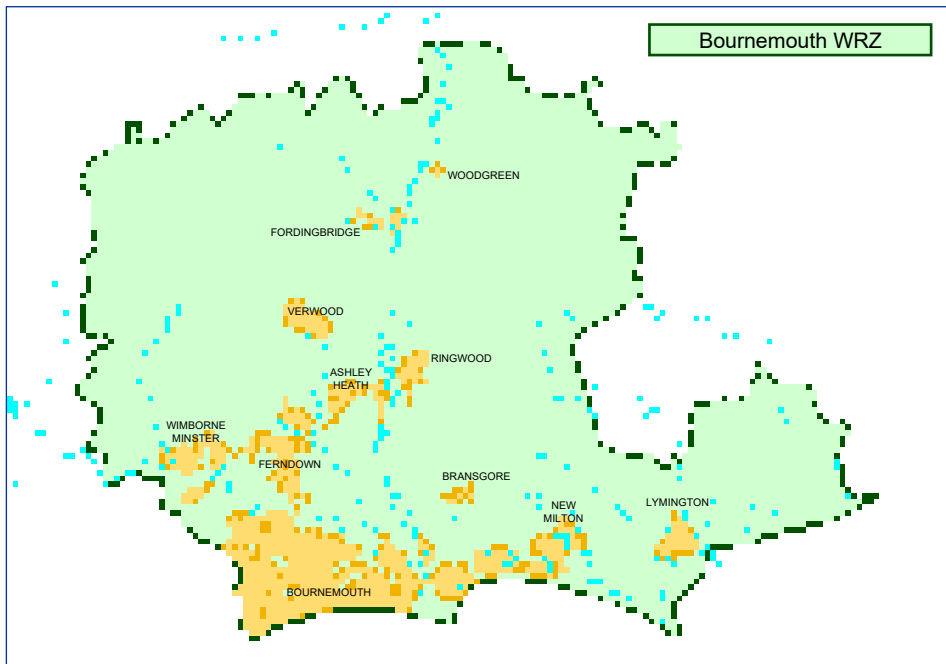 Bournemouth WRZ
WOODGREEN
FORDINGBRIDGE
VERWOOD
RINGWOOD
ASHLEY
HEATH
WIMBORNE
MINSTER
FERNDOWN
BRANSGORE
NEW
MILTON
LYMINGTON
BOURNEMOUTH